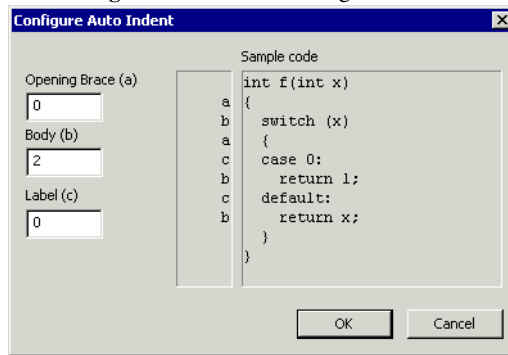 Configure Auto Indent
Sample code
Opening Brace (a)
0
Body (b)
2
Label (c)
0
int f(int x)
a {
b switch (x)
a {
c case 0:
b return 1;
c default:
b return x;
}
}
OK
Cancel